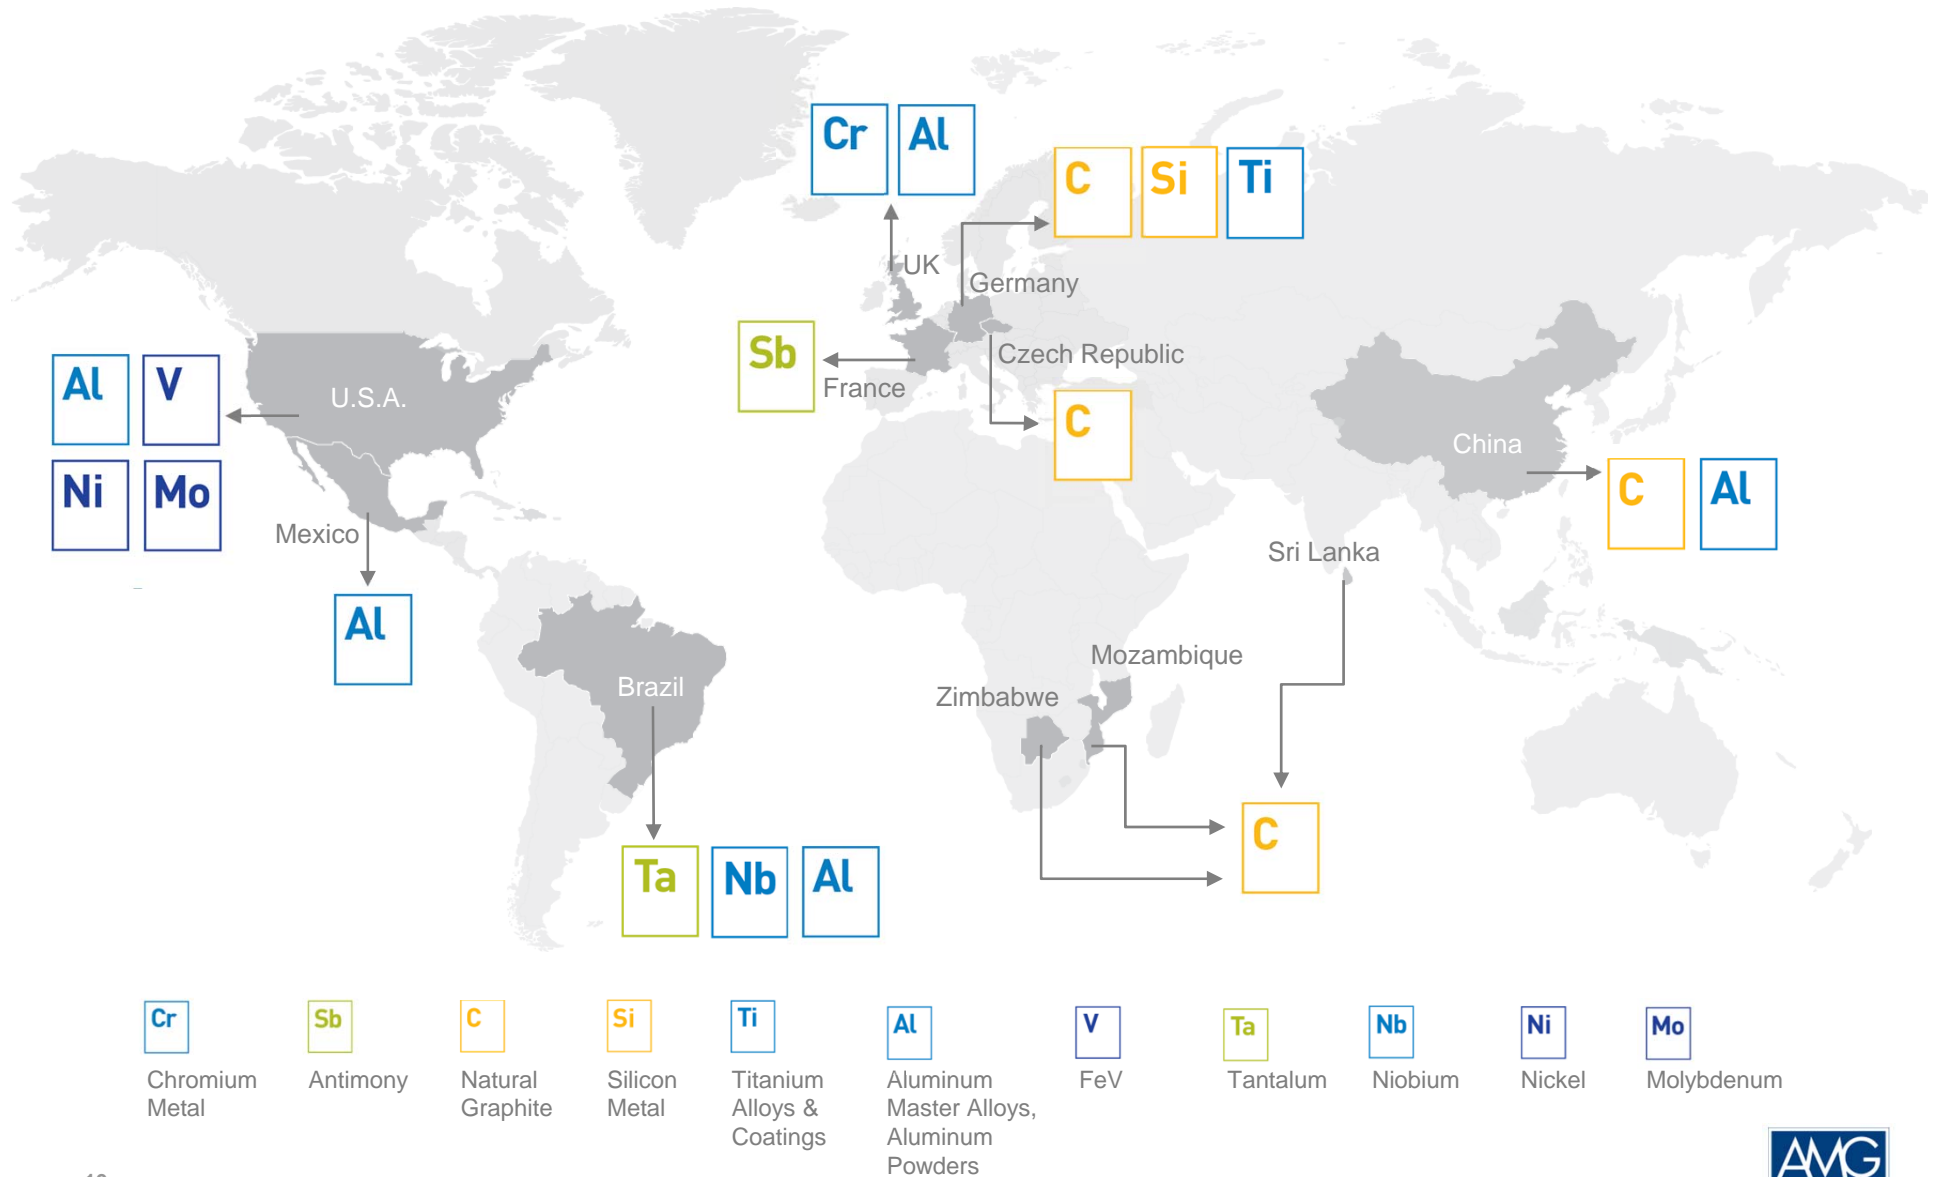 Cr Al
C Si Ti
UK
Germany
Sb
Czech Republic
France
C
Al V
U.S.A.
Ni Mo
China
C Al
Mexico
Sri Lanka
Al
Mozambique
Brazil
Zimbabwe
C
Ta Nb Al
Cr Sb C Si Ti Al V Ta Nb Ni Mo
Chromium
Metal
Antimony
Natural
Graphite
Silicon
Metal
Titanium
Alloys &
Coatings
Aluminum
Master Alloys,
Aluminum
Powders
FeV
Tantalum
Niobium
Nickel
Molybdenum
AMG